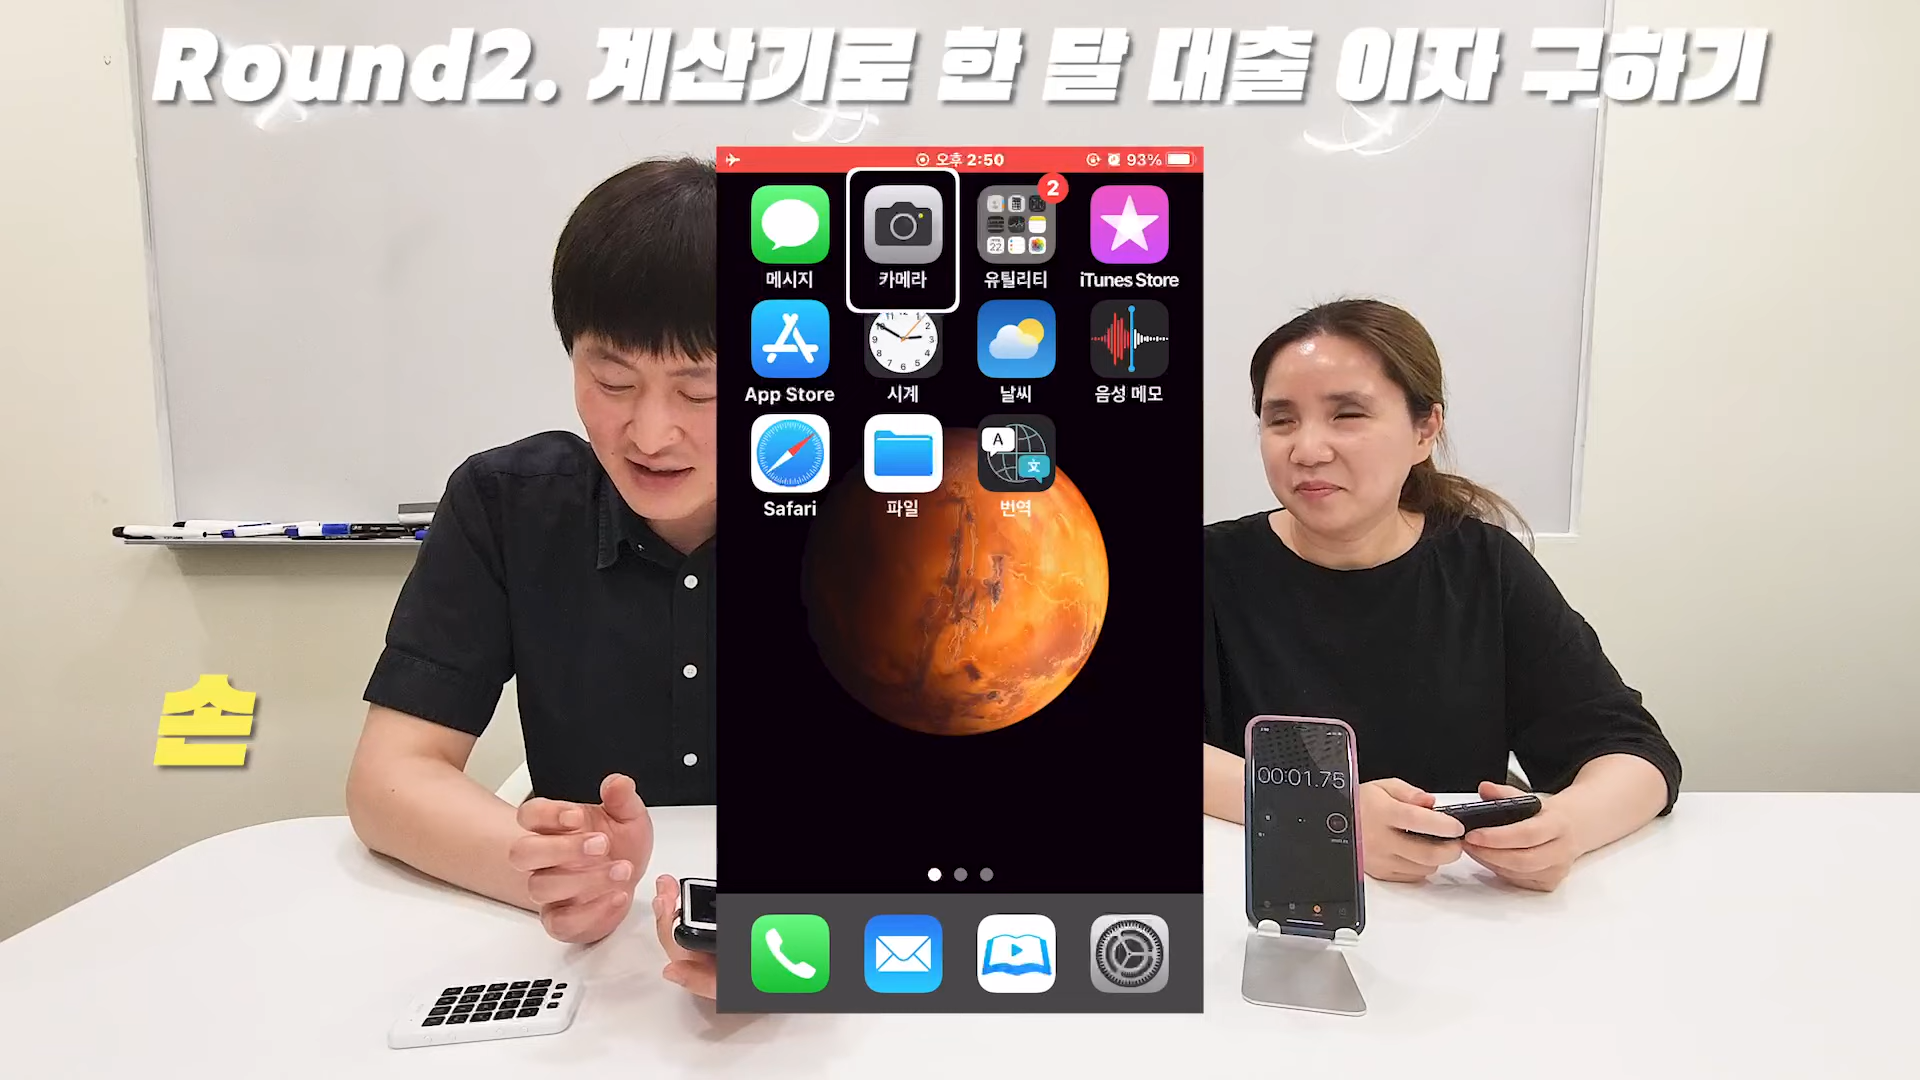 Round2. 계산기로 한 달 대출 이자 구하기
오후 2:50 93%
2
메시지 카메라 유틸리티 iTunes Store
App Store 시계 날씨 음성 메모
A 文
Safari 파일 번역
손
00:01.75